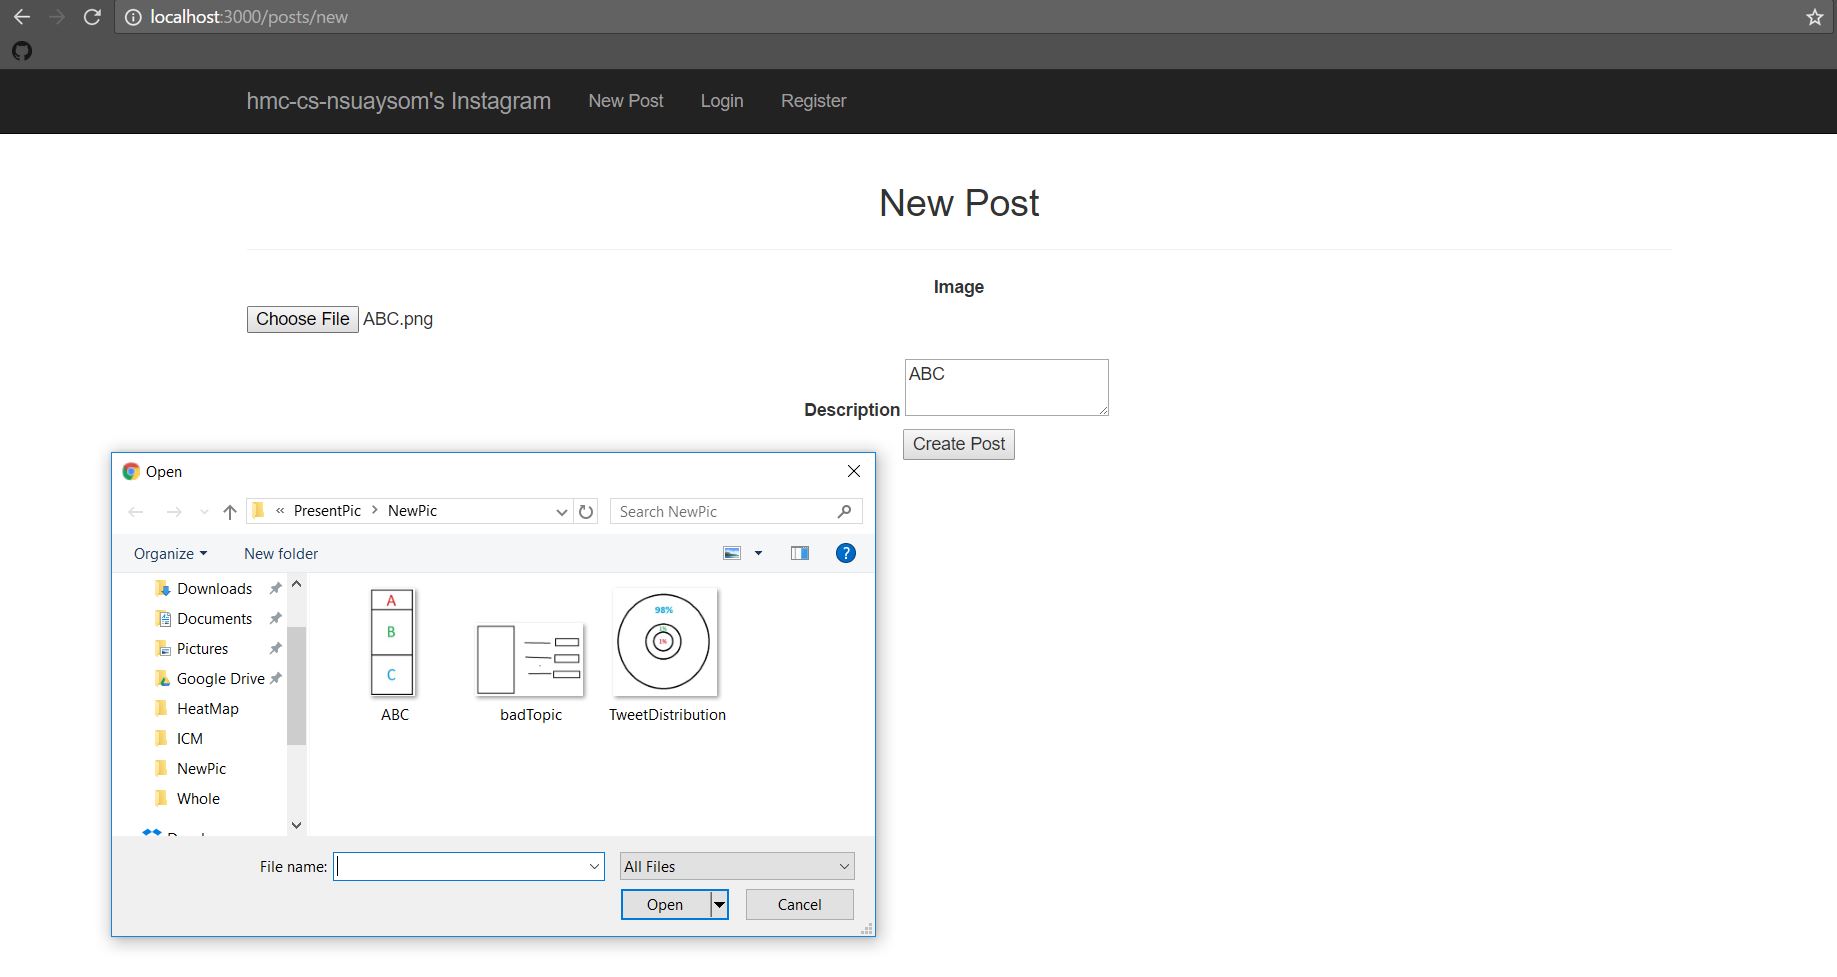 localhost:3000/posts/new
hmc-cs-nsuaysom's Instagram New Post Login Register
New Post
Image
Choose File ABC.png
ABC
Description
Create Post
Open
« PresentPic > NewPic Search NewPic
Organize New folder ?
Downloads
Documents
Pictures
Google Drive
HeatMap
ICM
NewPic
Whole
A
B
C
98%
1%
1%
ABC badTopic TweetDistribution
File name: All Files
Open Cancel